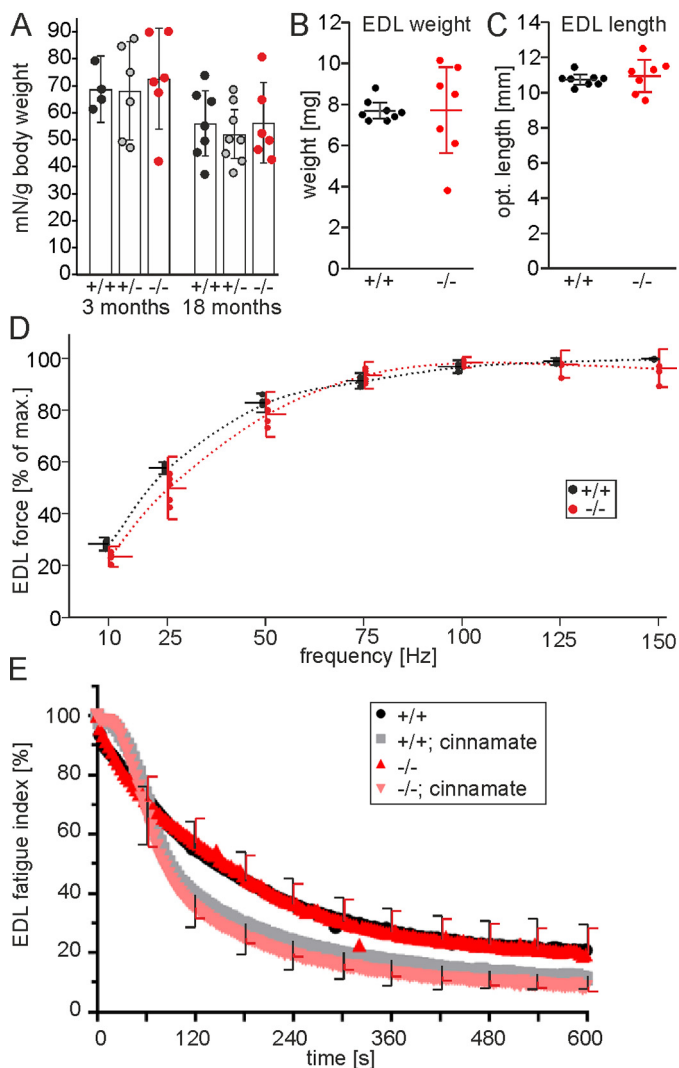 A
mN/g body weight
100
90
80
70
60
50
40
30
20
10
0
+/+ +/- -/- +/+ +/- -/-
3 months 18 months
B EDL weight
weight [mg]
12
10
8
6
4
2
0
+/+ -/-
C EDL length
opt. length [mm]
14
12
10
8
6
4
2
0
+/+ -/-
D
EDL force [% of max.]
100
80
60
40
20
0
10 25 50 75 100 125 150
frequency [Hz]
+/+
-/-
E
EDL fatigue index [%]
100
80
60
40
20
0
0 120 240 360 480 600
time [s]
+/+
+/+; cinnamate
-/-
-/-; cinnamate